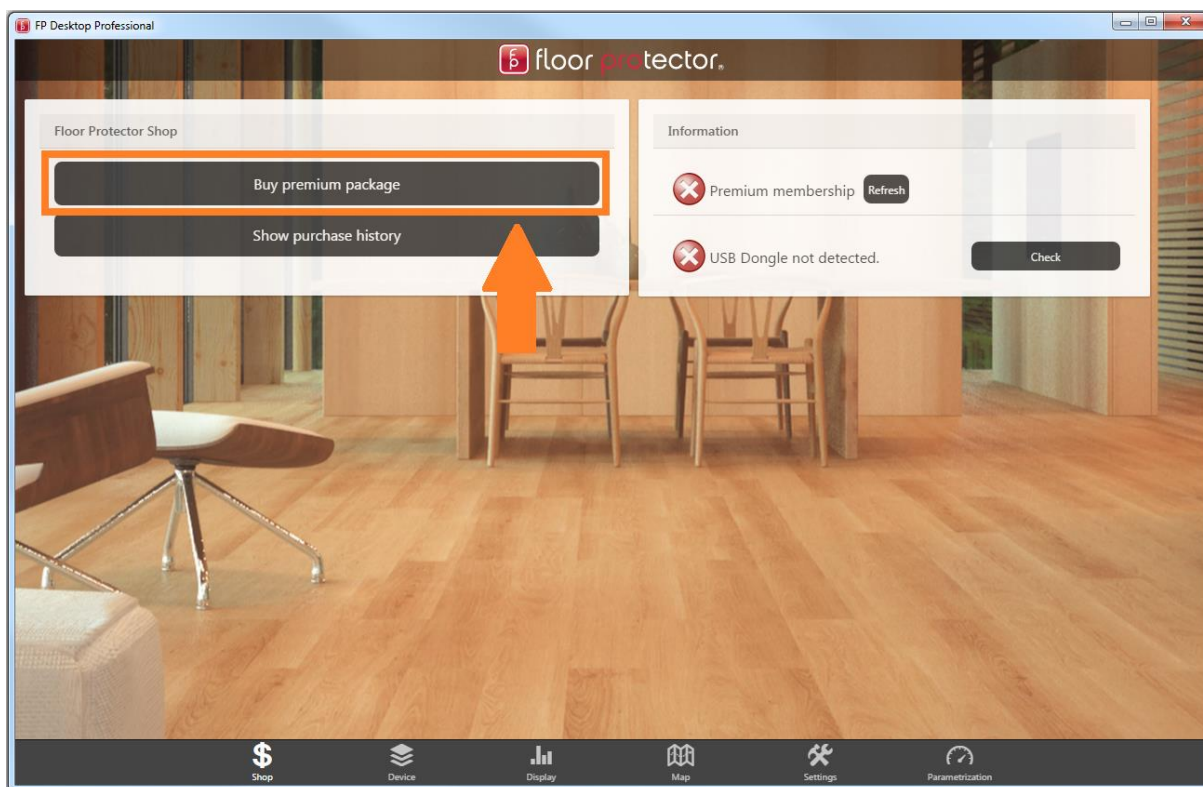 FP Desktop Professional
floor protector®
Floor Protector Shop
Buy premium package
Show purchase history
Information
Premium membership Refresh
USB Dongle not detected. Check
Shop Device Display Map Settings Parametrization